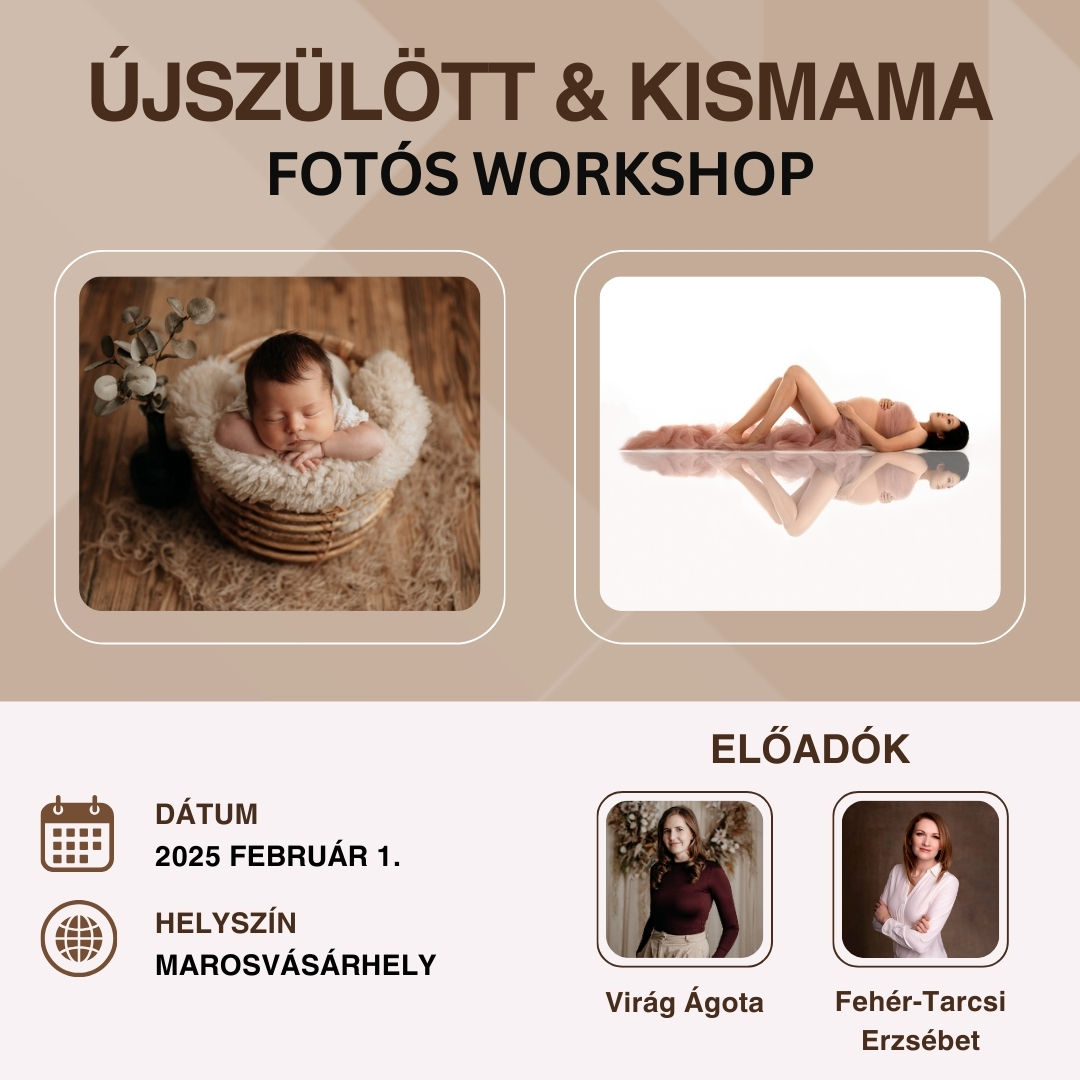 ÚJSZÜLÖTT & KISMAMA
FOTÓS WORKSHOP
DÁTUM
2025 FEBRUÁR 1.
HELYSZÍN
MAROSVÁSÁRHELY
ELŐADÓK
Virág Ágota
Fehér-Tarcsi
Erzsébet